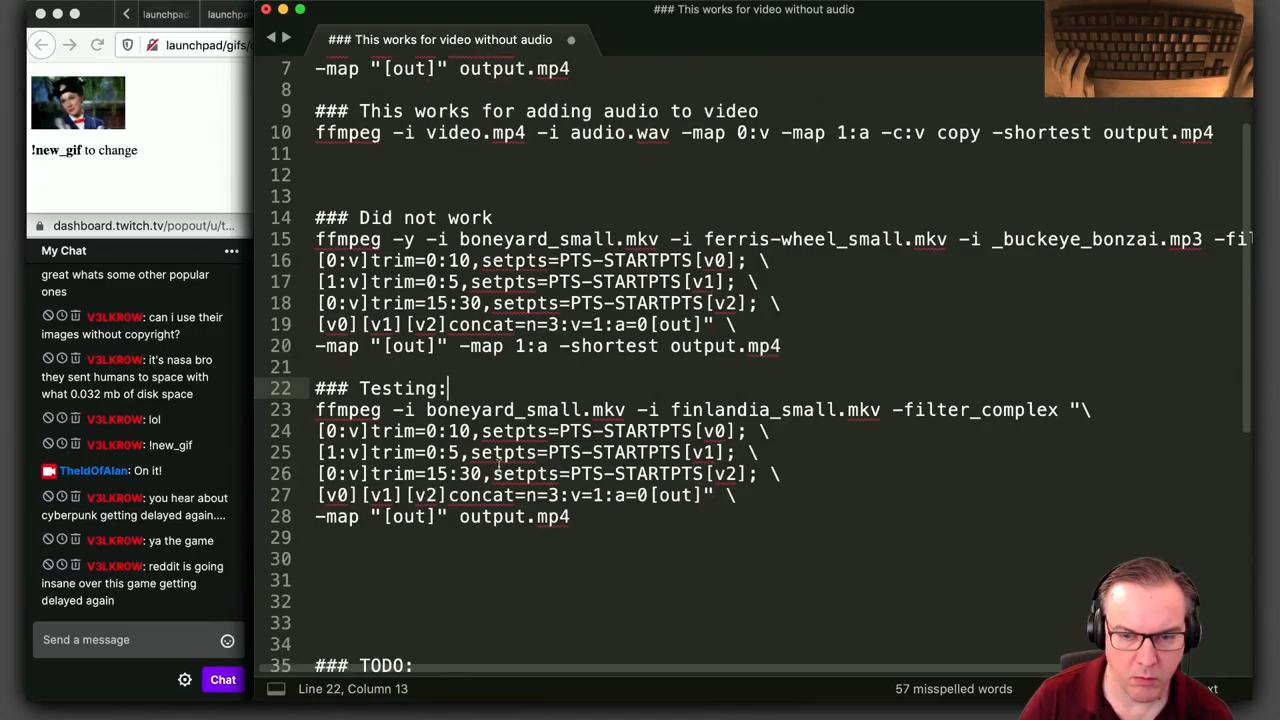 launchpad
launchpad
launchpad/gifs/
!new_gif to change
dashboard.twitch.tv/popout/u/t...
My Chat
great whats some other popular
ones
V3LKR0W: can i use their
images without copyright?
V3LKR0W: it's nasa bro
they sent humans to space with
what 0.032 mb of disk space
V3LKR0W: lol
V3LKR0W: !new_gif
TheIdOfAlan: On it!
V3LKR0W: you hear about
cyberpunk getting delayed again....
V3LKR0W: ya the game
V3LKR0W: reddit is going
insane over this game getting
delayed again
Send a message
Chat
### This works for video without audio
### This works for video without audio
7 -map "[out]" output.mp4
8
9 ### This works for adding audio to video
10 ffmpeg -i video.mp4 -i audio.wav -map 0:v -map 1:a -c:v copy -shortest output.mp4
11
12
13
14 ### Did not work
15 ffmpeg -y -i boneyard_small.mkv -i ferris-wheel_small.mkv -i _buckeye_bonzai.mp3 -fil
16 [0:v]trim=0:10,setpts=PTS-STARTPTS[v0]; \
17 [1:v]trim=0:5,setpts=PTS-STARTPTS[v1]; \
18 [0:v]trim=15:30,setpts=PTS-STARTPTS[v2]; \
19 [v0][v1][v2]concat=n=3:v=1:a=0[out]" \
20 -map "[out]" -map 1:a -shortest output.mp4
21
22 ### Testing:
23 ffmpeg -i boneyard_small.mkv -i finlandia_small.mkv -filter_complex "\
24 [0:v]trim=0:10,setpts=PTS-STARTPTS[v0]; \
25 [1:v]trim=0:5,setpts=PTS-STARTPTS[v1]; \
26 [0:v]trim=15:30,setpts=PTS-STARTPTS[v2]; \
27 [v0][v1][v2]concat=n=3:v=1:a=0[out]" \
28 -map "[out]" output.mp4
29
30
31
32
33
34
35 ### TODO:
Line 22, Column 13
57 misspelled words